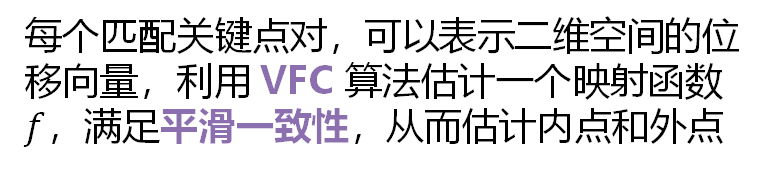 每个匹配关键点对，可以表示二维空间的位
移向量，利用 VFC 算法估计一个映射函数
f，满足平滑一致性，从而估计内点和外点